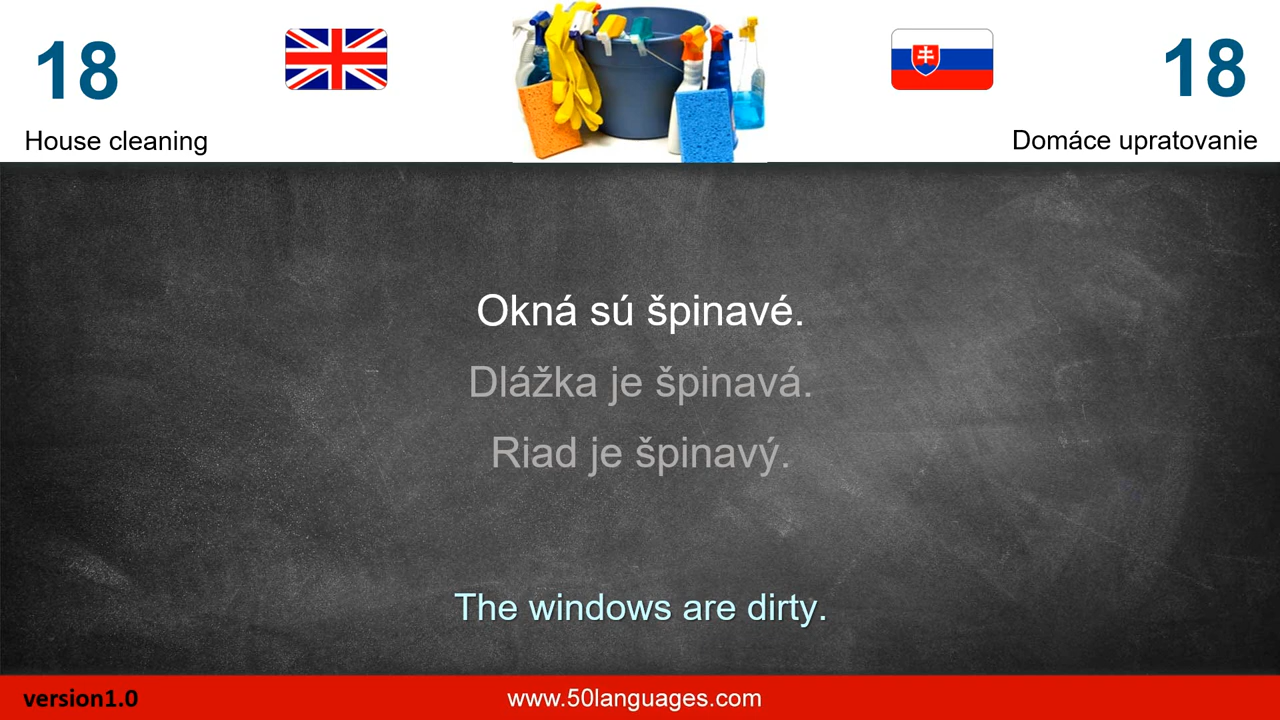 18
18
House cleaning
Domáce upratovanie
Okná sú špinavé.
Dlážka je špinavá.
Riad je špinavý.
The windows are dirty.
version1.0
www.50languages.com